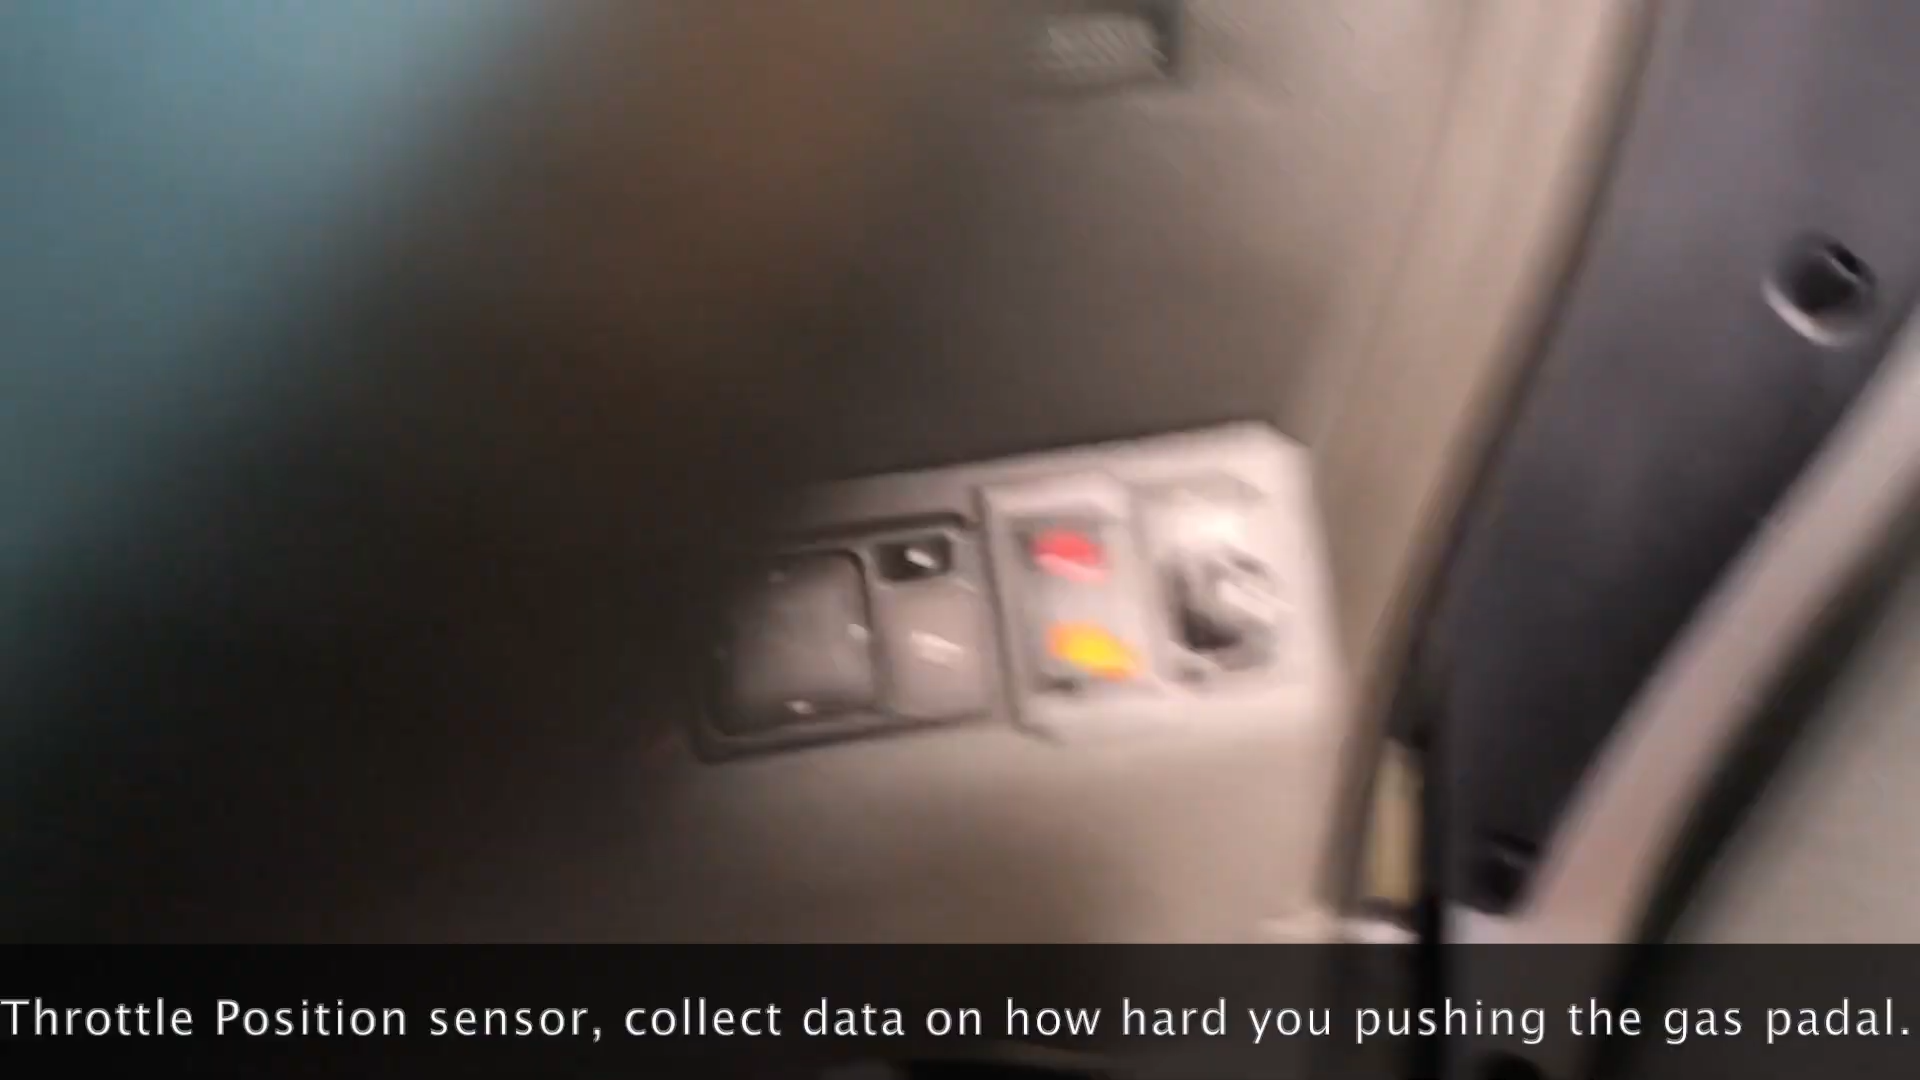 Throttle Position sensor, collect data on how hard you pushing the gas padal.